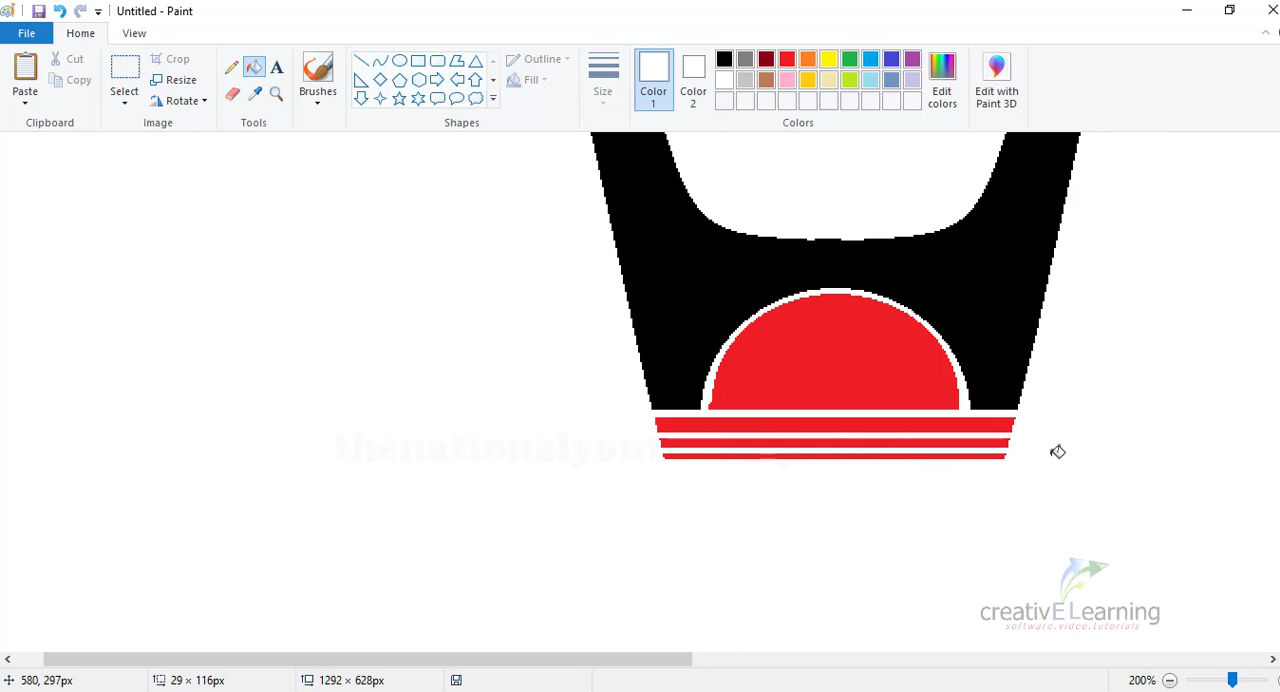 Untitled - Paint
File Home View
Paste
Cut
Copy
Clipboard
Select
Crop
Resize
Rotate
Image
A
Tools
Brushes
Shapes
Outline
Fill
Size
Color 1
Color 2
Colors
Edit colors
Edit with Paint 3D
creativE Learning
software.video.tutorials
580, 297px
29 × 116px
1292 × 628px
200%